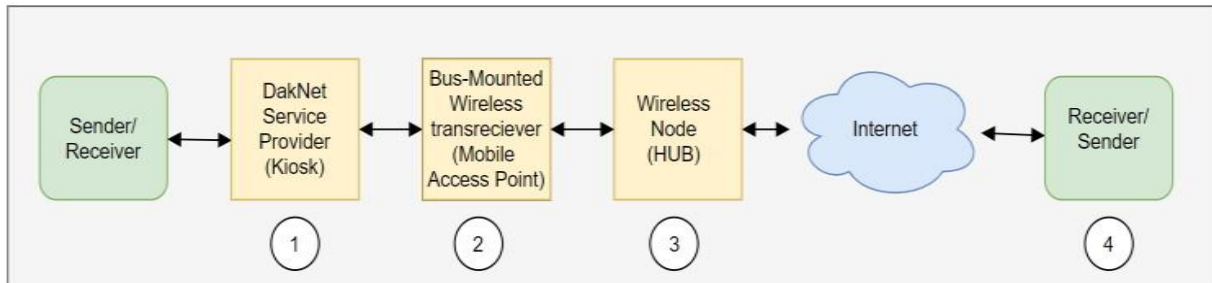 Sender/
Receiver
DakNet
Service
Provider
(Kiosk)
Bus-Mounted
Wireless
transreciever
(Mobile
Access Point)
Wireless
Node
(HUB)
Internet
Receiver/
Sender
1
2
3
4